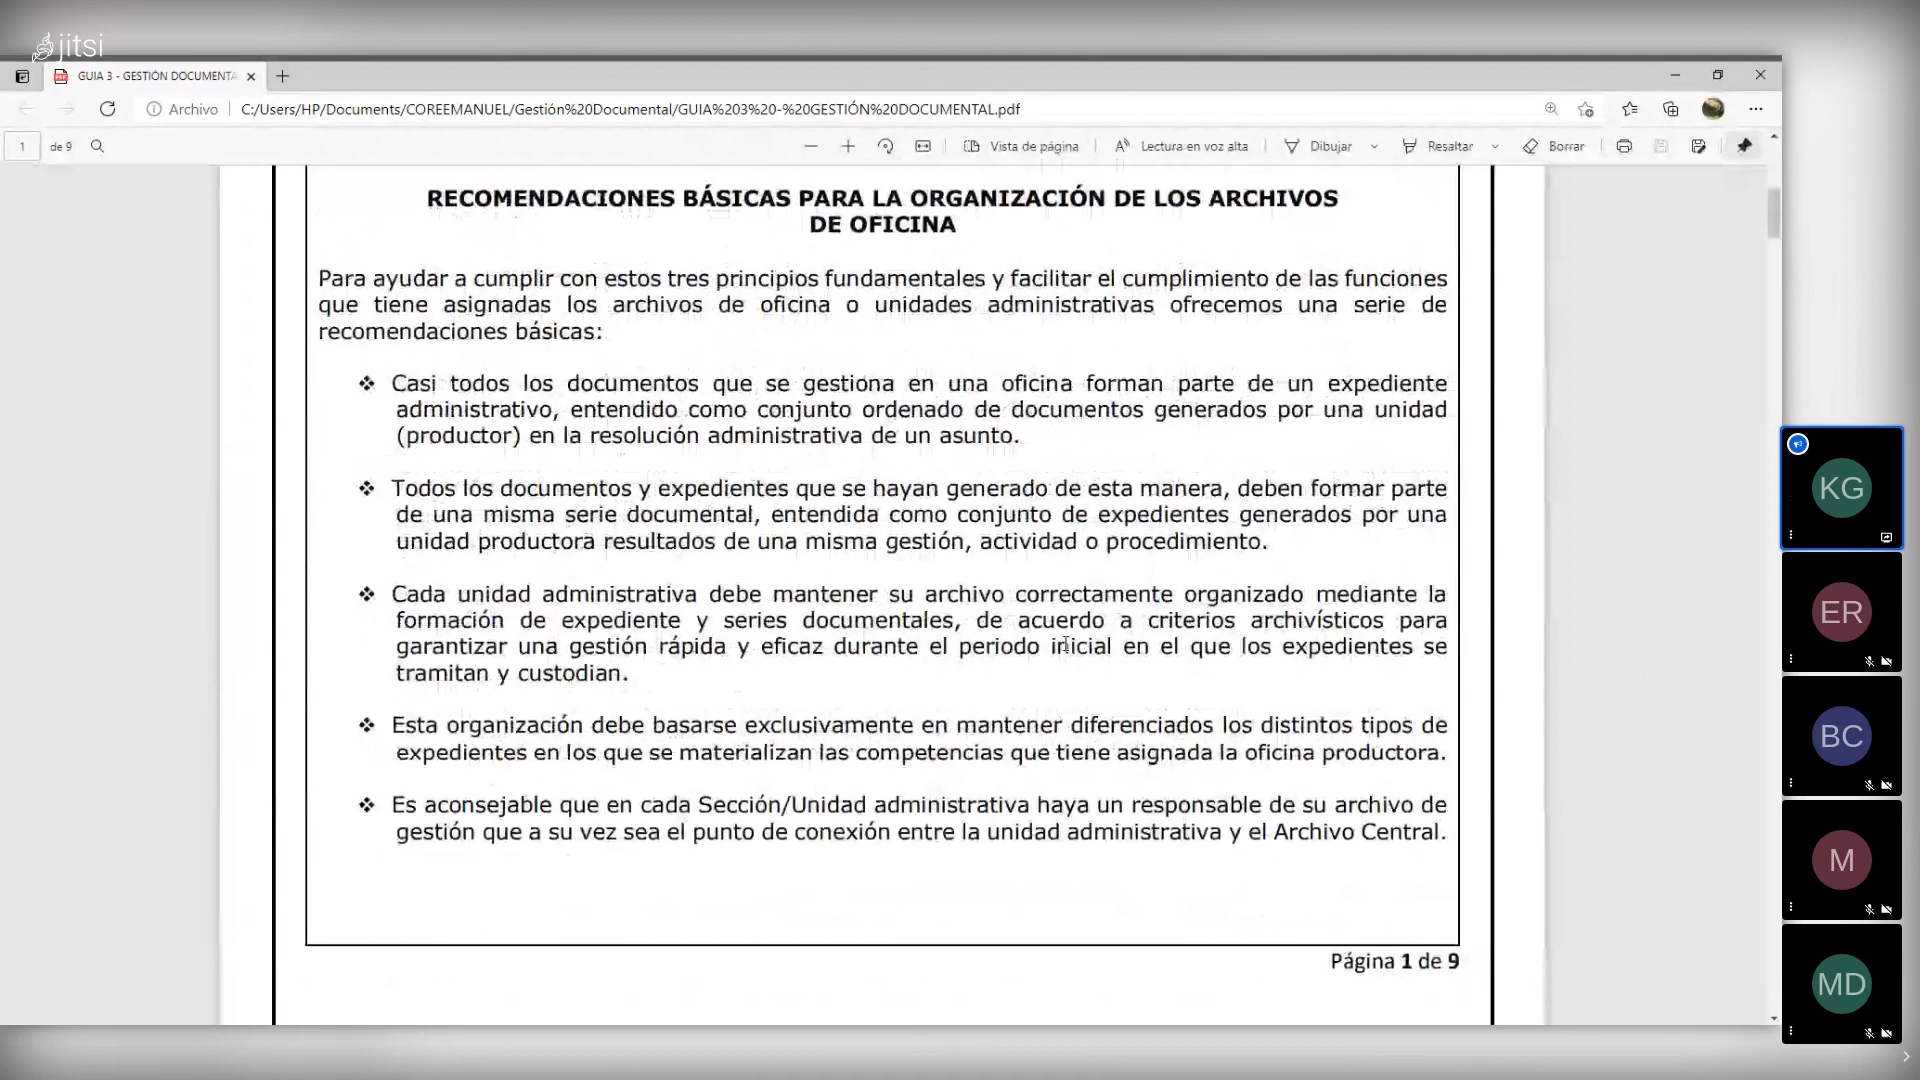 jitsi
GUIA 3 - GESTIÓN DOCUMENTA
Archivo C:/Users/HP/Documents/COREEMANUEL/Gestión%20Documental/GUIA%203%20-%20GESTIÓN%20DOCUMENTAL.pdf
1 de 9 Vista de página Lectura en voz alta Dibujar Resaltar Borrar
RECOMENDACIONES BÁSICAS PARA LA ORGANIZACIÓN DE LOS ARCHIVOS
DE OFICINA
Para ayudar a cumplir con estos tres principios fundamentales y facilitar el cumplimiento de las funciones
que tiene asignadas los archivos de oficina o unidades administrativas ofrecemos una serie de
recomendaciones básicas:
❖ Casi todos los documentos que se gestiona en una oficina forman parte de un expediente
administrativo, entendido como conjunto ordenado de documentos generados por una unidad
(productor) en la resolución administrativa de un asunto.
❖ Todos los documentos y expedientes que se hayan generado de esta manera, deben formar parte
de una misma serie documental, entendida como conjunto de expedientes generados por una
unidad productora resultados de una misma gestión, actividad o procedimiento.
❖ Cada unidad administrativa debe mantener su archivo correctamente organizado mediante la
formación de expediente y series documentales, de acuerdo a criterios archivísticos para
garantizar una gestión rápida y eficaz durante el periodo inicial en el que los expedientes se
tramitan y custodian.
❖ Esta organización debe basarse exclusivamente en mantener diferenciados los distintos tipos de
expedientes en los que se materializan las competencias que tiene asignada la oficina productora.
❖ Es aconsejable que en cada Sección/Unidad administrativa haya un responsable de su archivo de
gestión que a su vez sea el punto de conexión entre la unidad administrativa y el Archivo Central.
Página 1 de 9
KG
ER
BC
M
MD